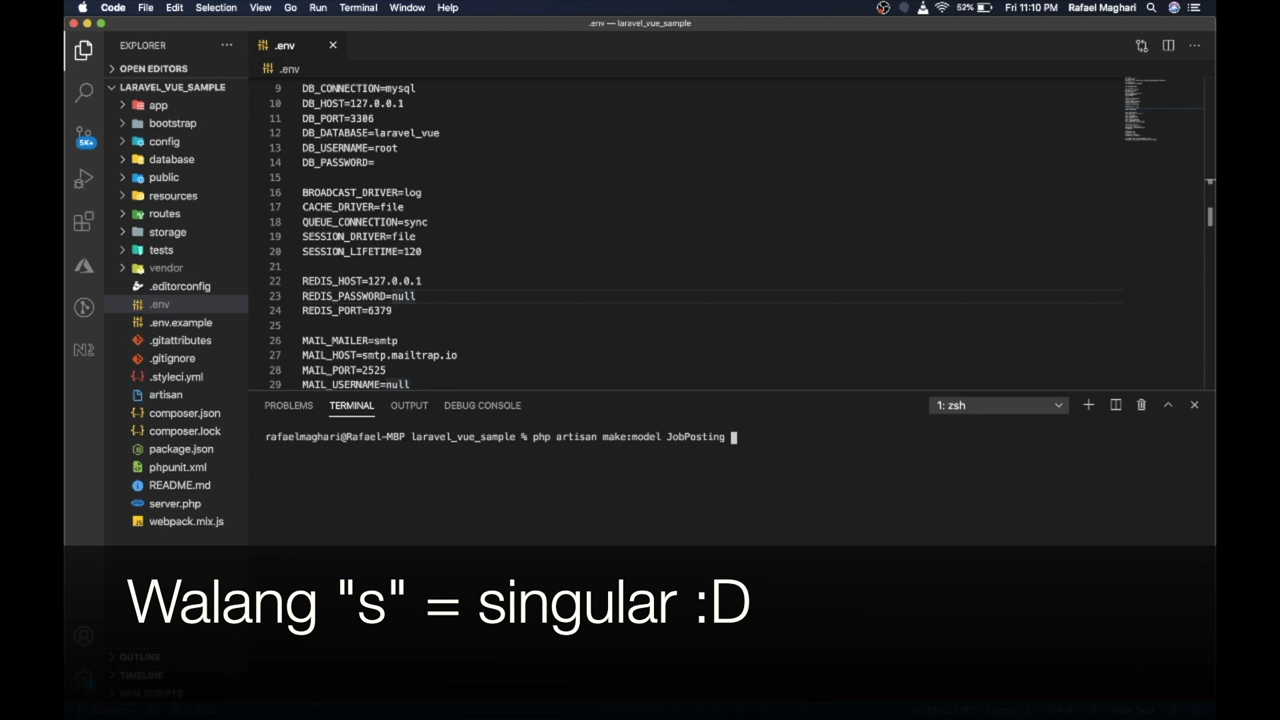 Code File Edit Selection View Go Run Terminal Window Help
52% Fri 11:10 PM Rafael Maghari
.env — laravel_vue_sample
EXPLORER
.env
OPEN EDITORS
.env
LARAVEL_VUE_SAMPLE
app
bootstrap
config
database
public
resources
routes
storage
tests
vendor
.editorconfig
.env
.env.example
.gitattributes
.gitignore
.styleci.yml
artisan
composer.json
composer.lock
package.json
phpunit.xml
README.md
server.php
webpack.mix.js
5K+
9 DB_CONNECTION=mysql
10 DB_HOST=127.0.0.1
11 DB_PORT=3306
12 DB_DATABASE=laravel_vue
13 DB_USERNAME=root
14 DB_PASSWORD=
15
16 BROADCAST_DRIVER=log
17 CACHE_DRIVER=file
18 QUEUE_CONNECTION=sync
19 SESSION_DRIVER=file
20 SESSION_LIFETIME=120
21
22 REDIS_HOST=127.0.0.1
23 REDIS_PASSWORD=null
24 REDIS_PORT=6379
25
26 MAIL_MAILER=smtp
27 MAIL_HOST=smtp.mailtrap.io
28 MAIL_PORT=2525
29 MAIL_USERNAME=null
PROBLEMS TERMINAL OUTPUT DEBUG CONSOLE
1: zsh
rafaelmaghari@Rafael-MBP laravel_vue_sample % php artisan make:model JobPosting
Walang "s" = singular :D
OUTLINE
TIMELINE
NPM SCRIPTS